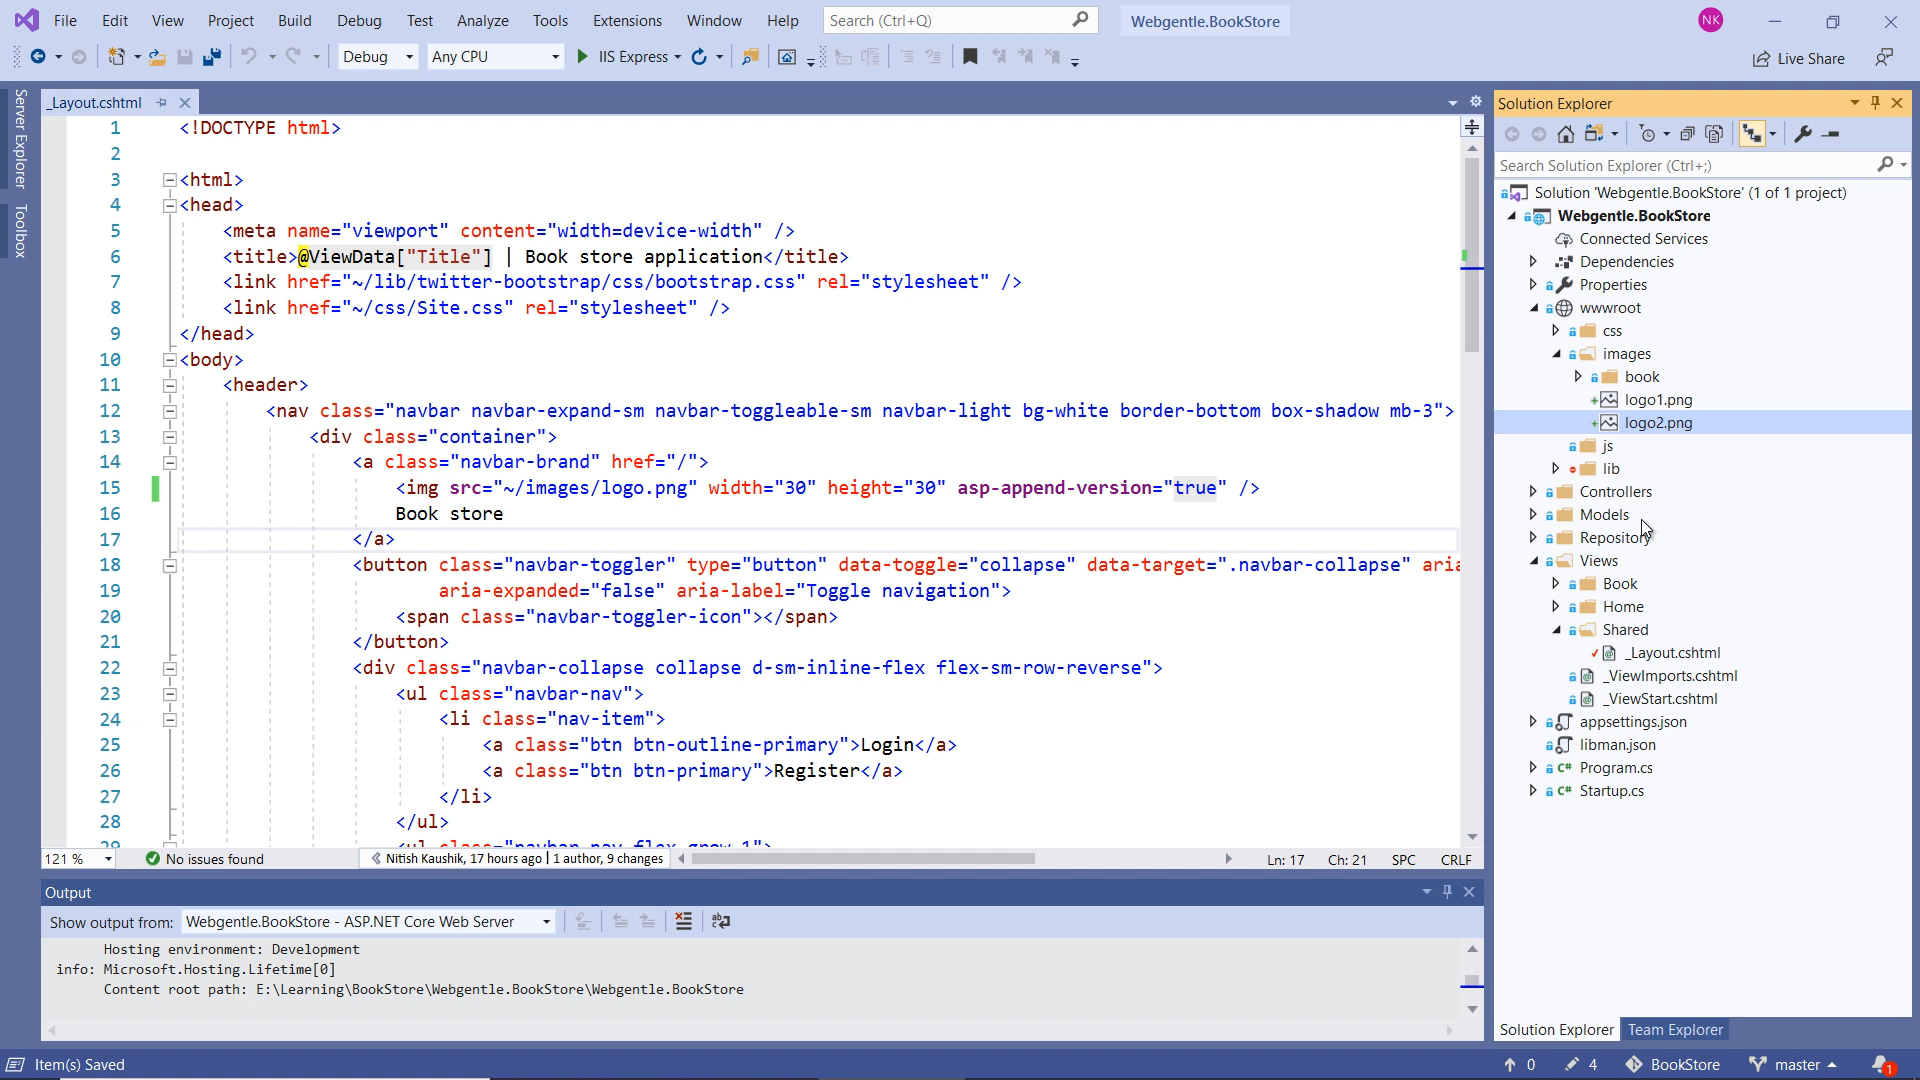 File Edit View Project Build Debug Test Analyze Tools Extensions Window Help Search (Ctrl+Q) Webgentle.BookStore NK
Debug Any CPU IIS Express Live Share
Server Explorer
Toolbox
_Layout.cshtml
1 <!DOCTYPE html>
2
3 <html>
4 <head>
5 <meta name="viewport" content="width=device-width" />
6 <title>@ViewData["Title"] | Book store application</title>
7 <link href="~/lib/twitter-bootstrap/css/bootstrap.css" rel="stylesheet" />
8 <link href="~/css/Site.css" rel="stylesheet" />
9 </head>
10 <body>
11 <header>
12 <nav class="navbar navbar-expand-sm navbar-toggleable-sm navbar-light bg-white border-bottom box-shadow mb-3">
13 <div class="container">
14 <a class="navbar-brand" href="/">
15 <img src="~/images/logo.png" width="30" height="30" asp-append-version="true" />
16 Book store
17 </a>
18 <button class="navbar-toggler" type="button" data-toggle="collapse" data-target=".navbar-collapse" aria
19 aria-expanded="false" aria-label="Toggle navigation">
20 <span class="navbar-toggler-icon"></span>
21 </button>
22 <div class="navbar-collapse collapse d-sm-inline-flex flex-sm-row-reverse">
23 <ul class="navbar-nav">
24 <li class="nav-item">
25 <a class="btn btn-outline-primary">Login</a>
26 <a class="btn btn-primary">Register</a>
27 </li>
28 </ul>
29 <ul class="navbar-nav flex-grow-1">
121 % No issues found Nitish Kaushik, 17 hours ago | 1 author, 9 changes Ln: 17 Ch: 21 SPC CRLF
Output
Show output from: Webgentle.BookStore - ASP.NET Core Web Server
Hosting environment: Development
info: Microsoft.Hosting.Lifetime[0]
Content root path: E:\Learning\BookStore\Webgentle.BookStore\Webgentle.BookStore
Solution Explorer
Search Solution Explorer (Ctrl+;)
Solution 'Webgentle.BookStore' (1 of 1 project)
Webgentle.BookStore
Connected Services
Dependencies
Properties
wwwroot
css
images
book
logo1.png
logo2.png
js
lib
Controllers
Models
Repository
Views
Book
Home
Shared
_Layout.cshtml
_ViewImports.cshtml
_ViewStart.cshtml
appsettings.json
libman.json
Program.cs
Startup.cs
Solution Explorer Team Explorer
Item(s) Saved 0 4 BookStore master 1